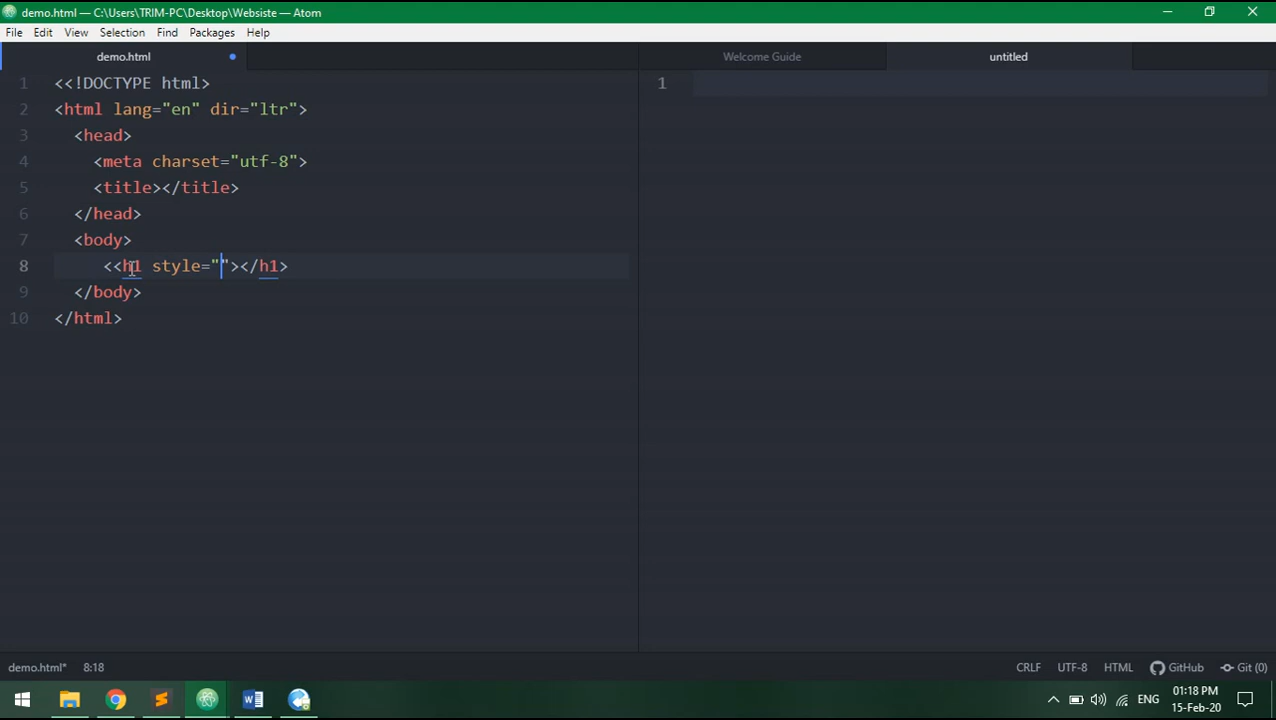 demo.html — C:\Users\TRIM-PC\Desktop\Websiste — Atom
File Edit View Selection Find Packages Help
demo.html Welcome Guide untitled
1 <<!DOCTYPE html> 1
2 <html lang="en" dir="ltr">
3 <head>
4 <meta charset="utf-8">
5 <title></title>
6 </head>
7 <body>
8 <<h1 style=""></h1>
9 </body>
10 </html>
demo.html* 8:18 CRLF UTF-8 HTML GitHub Git (0)
ENG 01:18 PM
15-Feb-20